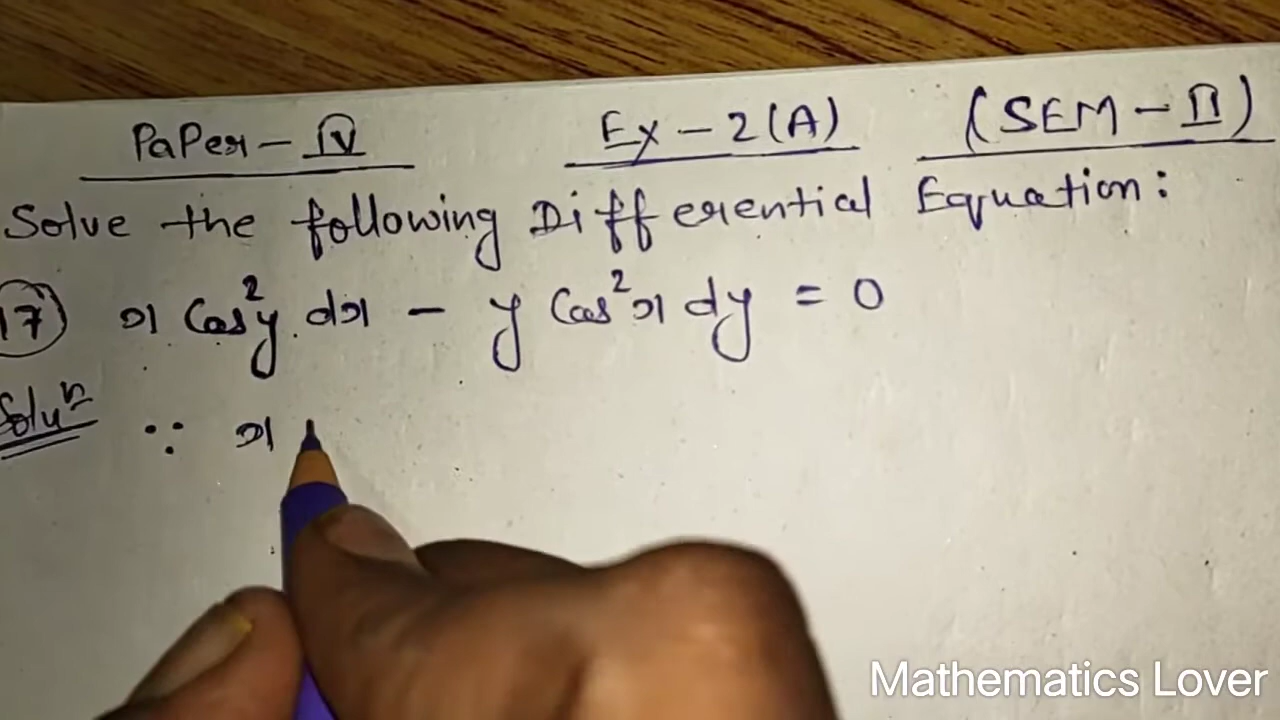 Paper - IV Ex - 2(A) (SEM - II)
Solve the following Differential Equation:
17) x Cos²y. dx - y Cos²x dy = 0
Soluⁿ ∵ x
Mathematics Lover